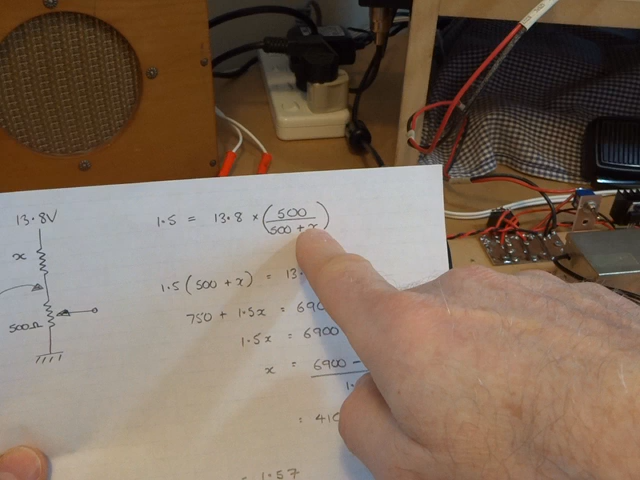 13.8V
x
500Ω
1.5 = 13.8 × (500 / 500 + x)
1.5(500 + x) = 13.
750 + 1.5x = 690
1.5x = 6900
x = 6900 -
1.
= 410
1.57